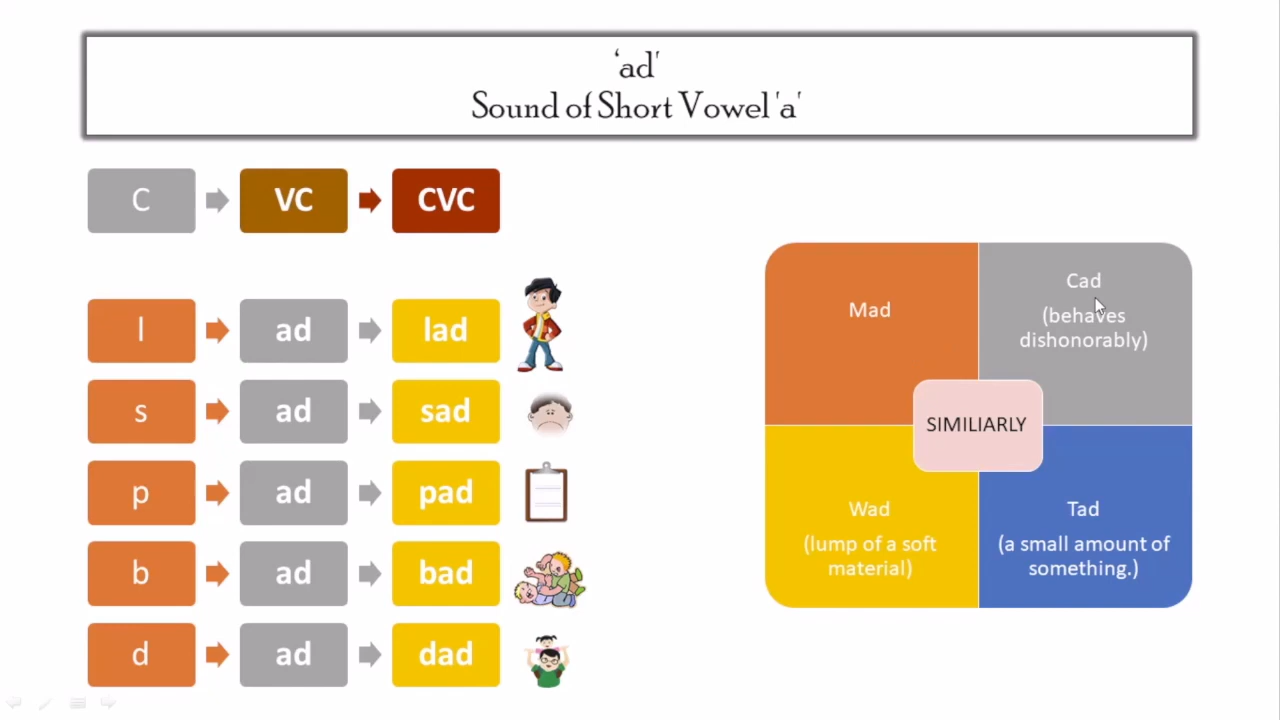 ‘ad'
Sound of Short Vowel 'a'
C VC CVC
l ad lad
s ad sad
p ad pad
b ad bad
d ad dad
Mad
Cad
(behaves
dishonorably)
SIMILIARLY
Wad
(lump of a soft
material)
Tad
(a small amount of
something.)